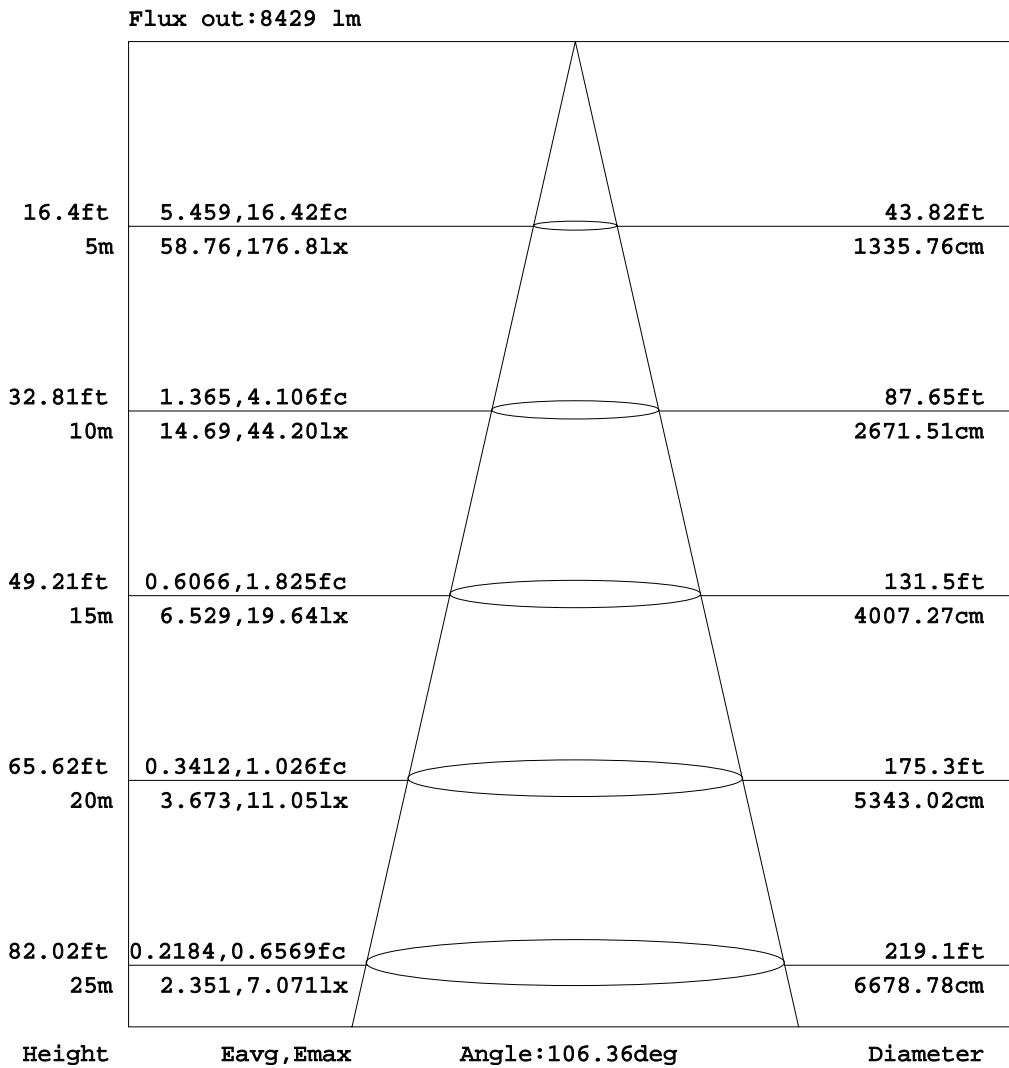 Flux out:8429 lm
16.4ft 5.459,16.42fc 43.82ft
5m 58.76,176.8lx 1335.76cm
32.81ft 1.365,4.106fc 87.65ft
10m 14.69,44.20lx 2671.51cm
49.21ft 0.6066,1.825fc 131.5ft
15m 6.529,19.64lx 4007.27cm
65.62ft 0.3412,1.026fc 175.3ft
20m 3.673,11.05lx 5343.02cm
82.02ft 0.2184,0.6569fc 219.1ft
25m 2.351,7.071lx 6678.78cm
Height Eavg,Emax Angle:106.36deg Diameter